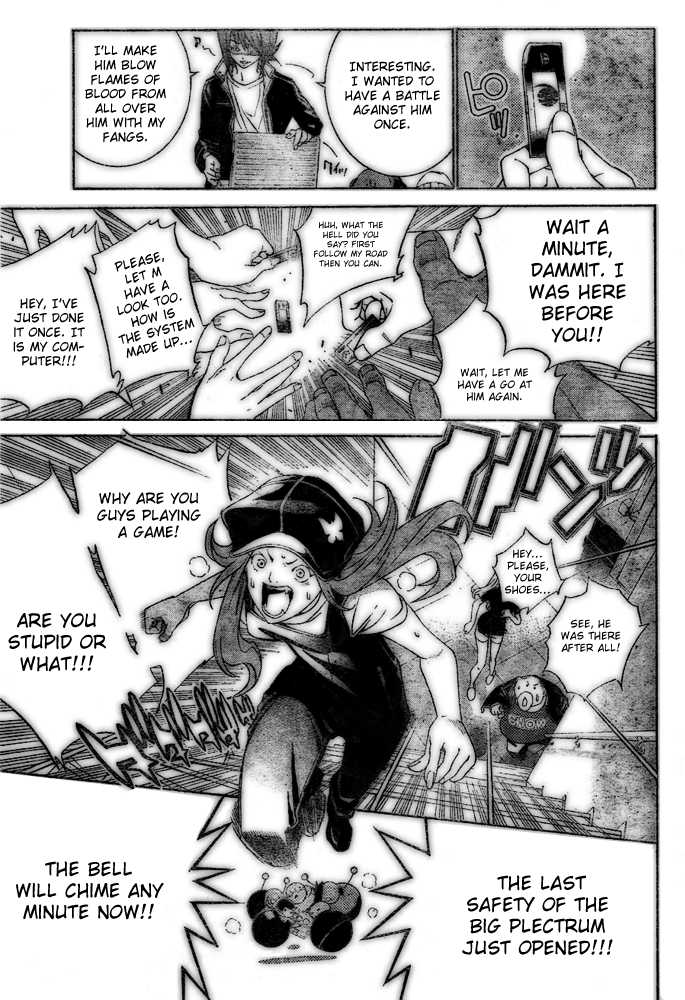 INTERESTING.
I WANTED TO
HAVE A BATTLE
AGAINST HIM
ONCE.
I'LL MAKE
HIM BLOW
FLAMES OF
BLOOD FROM
ALL OVER
HIM WITH MY
FANGS.
WAIT A
MINUTE,
DAMMIT. I
WAS HERE
BEFORE
YOU!!
WAIT, LET ME
HAVE A GO AT
HIM AGAIN.
HUH, WHAT THE
HELL DID YOU
SAY? FIRST
FOLLOW MY ROAD
THEN YOU CAN.
PLEASE,
LET M
HAVE A
LOOK TOO.
HOW IS
THE SYSTEM
MADE UP...
HEY, I'VE
JUST DONE
IT ONCE. IT
IS MY COM-
PUTER!!!
HEY...
PLEASE,
YOUR
SHOES...
SEE, HE
WAS THERE
AFTER ALL!
SNOW
WHY ARE YOU
GUYS PLAYING
A GAME!
ARE YOU
STUPID OR
WHAT!!!
THE LAST
SAFETY OF THE
BIG PLECTRUM
JUST OPENED!!!
THE BELL
WILL CHIME ANY
MINUTE NOW!!